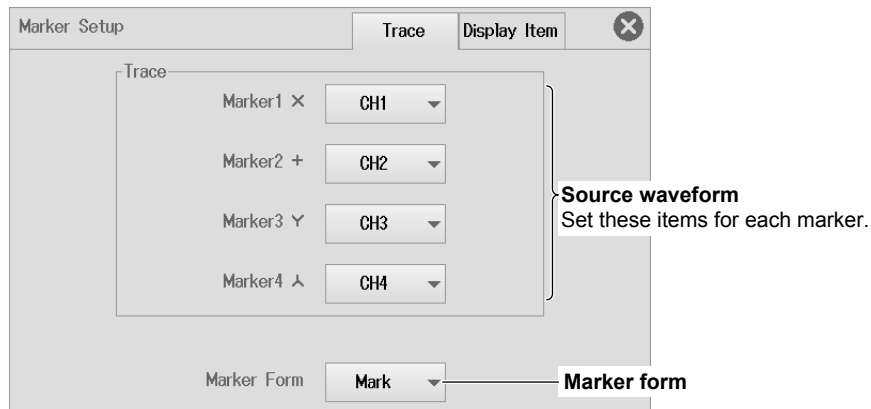 Marker Setup
Trace
Display Item
Trace
Marker1 ×
CH1
Marker2 +
CH2
Marker3 Y
CH3
Marker4 ⅄
CH4
Source waveform
Set these items for each marker.
Marker Form
Mark
Marker form